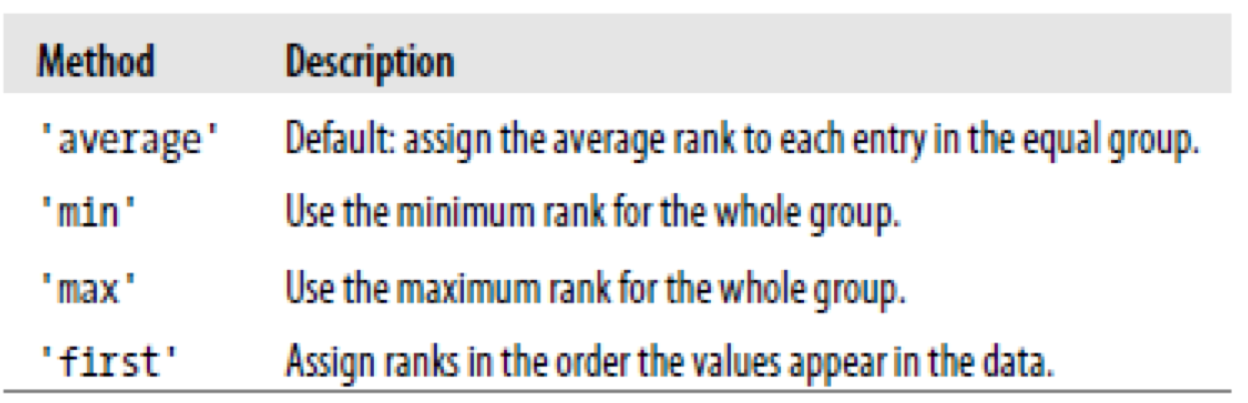 Method Description
'average' Default: assign the average rank to each entry in the equal group.
'min' Use the minimum rank for the whole group.
'max' Use the maximum rank for the whole group.
'first' Assign ranks in the order the values appear in the data.